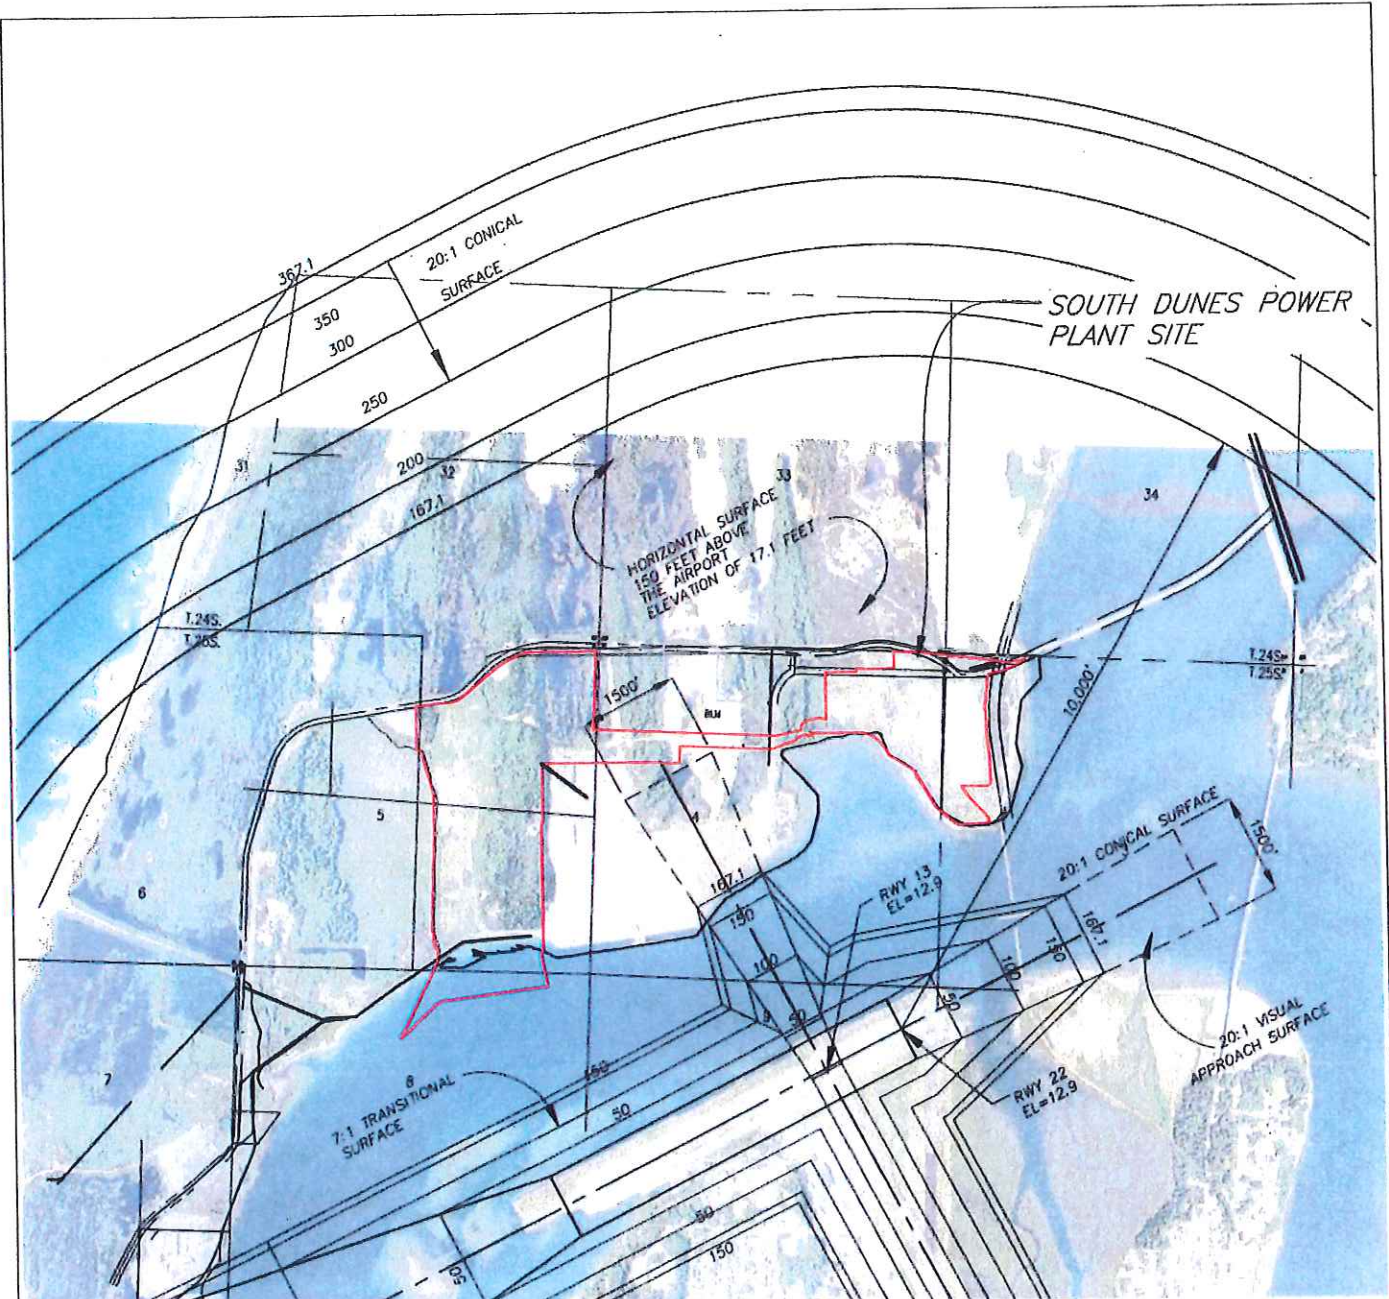 367.1
20:1 CONICAL
SURFACE
350
300
250
200
167.1
SOUTH DUNES POWER
PLANT SITE
31
32
33
34
HORIZONTAL SURFACE
150 FEET ABOVE
THE AIRPORT
ELEVATION OF 17.1 FEET
T.24S.
T.25S.
T.24S.
T.25S.
1500'
10,000'
5
4
6
167.1
150
100
50
RWY 13
EL=12.9
20:1 CONICAL SURFACE
1500'
167.1
150
100
50
20:1 VISUAL
APPROACH SURFACE
RWY 22
EL=12.9
7
8
7:1 TRANSITIONAL
SURFACE
150
50
50
50
150